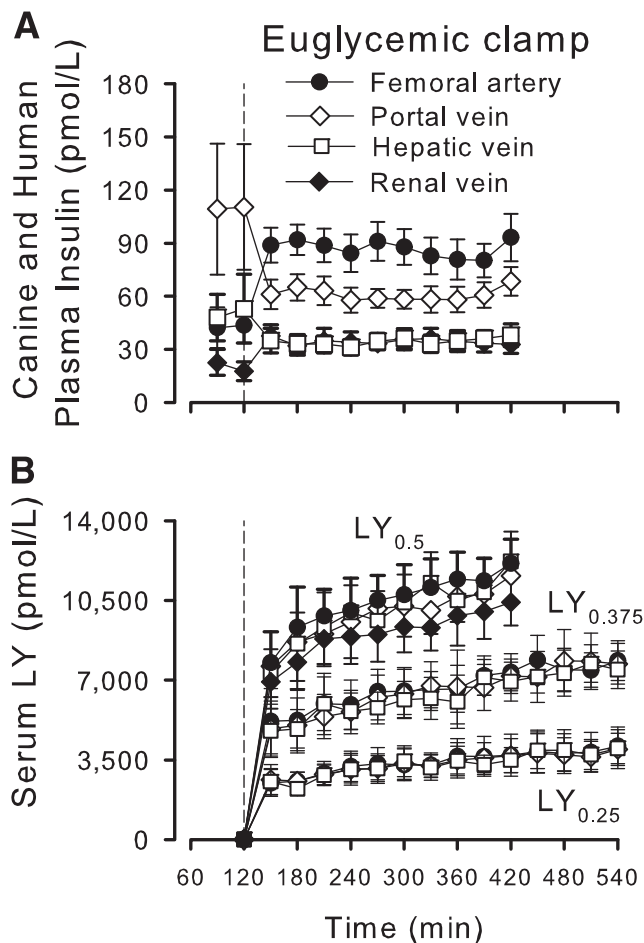 A
Euglycemic clamp
Femoral artery
Portal vein
Hepatic vein
Renal vein
Canine and Human
Plasma Insulin (pmol/L)
180
150
120
90
60
30
0
B
Serum LY (pmol/L)
14,000
10,500
7,000
3,500
0
LY0.5
LY0.375
LY0.25
60 120 180 240 300 360 420 480 540
Time (min)